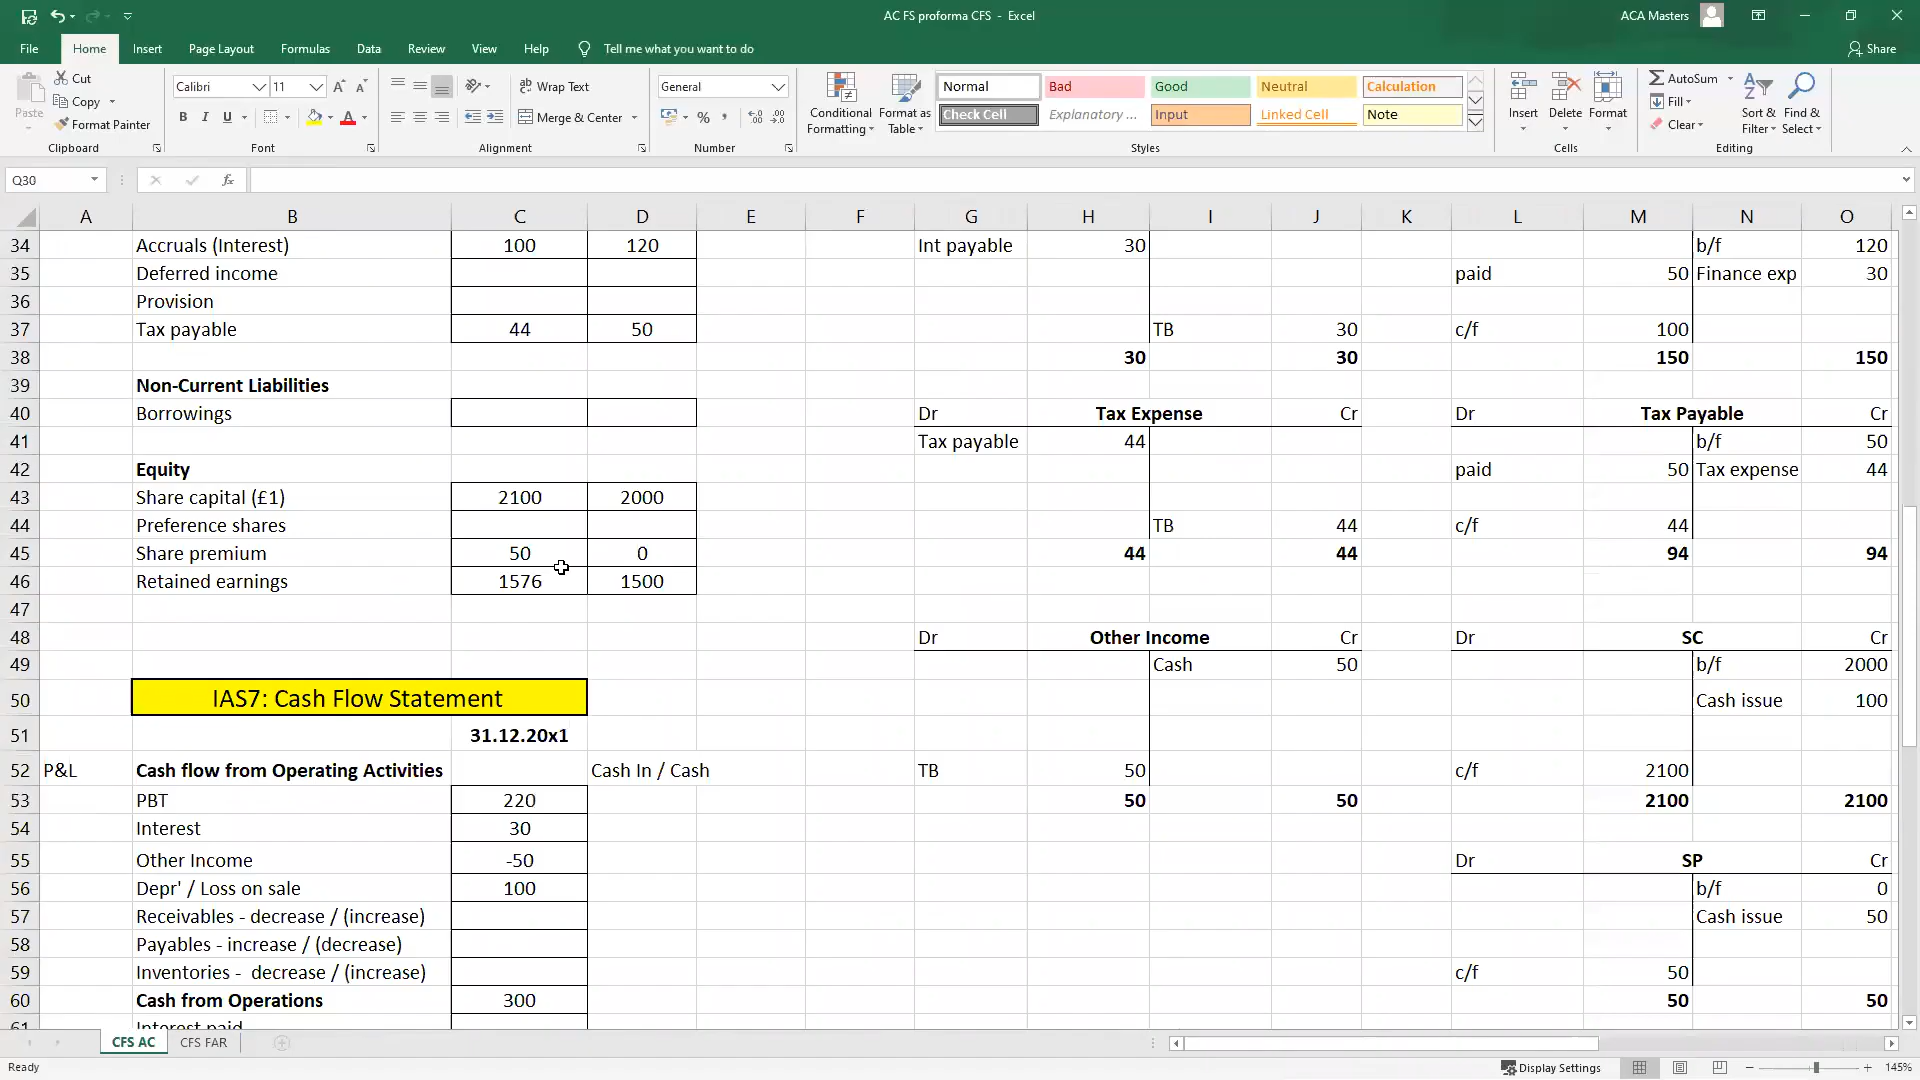 AC FS proforma CFS - Excel
ACA Masters
File Home Insert Page Layout Formulas Data Review View Help Tell me what you want to do Share
Paste Cut Copy Format Painter Clipboard
Calibri 11 A A B I U A Font
Wrap Text Merge & Center Alignment
General % , Number
Conditional Formatting Format as Table
Normal Bad Good Neutral Calculation
Check Cell Explanatory ... Input Linked Cell Note
Styles
Insert Delete Format Cells
AutoSum Fill Clear Sort & Filter Find & Select Editing
Q30 fx
A B C D E F G H I J K L M N O
34 Accruals (Interest) 100 120 Int payable 30 b/f 120
35 Deferred income paid 50 Finance exp 30
36 Provision
37 Tax payable 44 50 TB 30 c/f 100
38 30 30 150 150
39 Non-Current Liabilities
40 Borrowings Dr Tax Expense Cr Dr Tax Payable Cr
41 Tax payable 44 b/f 50
42 Equity paid 50 Tax expense 44
43 Share capital (£1) 2100 2000
44 Preference shares TB 44 c/f 44
45 Share premium 50 0 44 44 94 94
46 Retained earnings 1576 1500
47
48 Dr Other Income Cr Dr SC Cr
49 Cash 50 b/f 2000
50 IAS7: Cash Flow Statement Cash issue 100
51 31.12.20x1
52 P&L Cash flow from Operating Activities Cash In / Cash TB 50 c/f 2100
53 PBT 220 50 50 2100 2100
54 Interest 30
55 Other Income -50 Dr SP Cr
56 Depr' / Loss on sale 100 b/f 0
57 Receivables - decrease / (increase) Cash issue 50
58 Payables - increase / (decrease)
59 Inventories - decrease / (increase) c/f 50
60 Cash from Operations 300 50 50
61 Interest paid
CFS AC CFS FAR
Ready Display Settings 145%